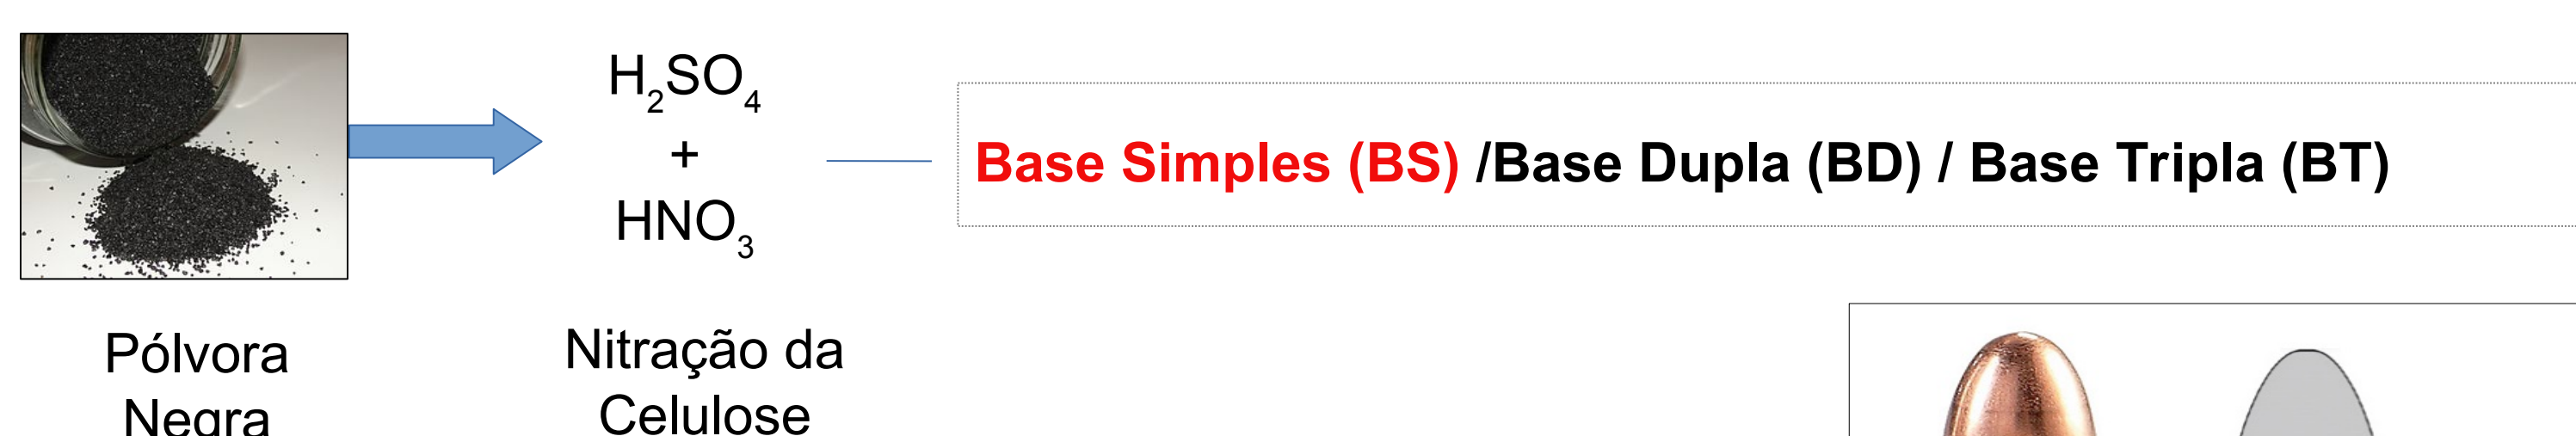 H₂SO₄
+
HNO₃
Base Simples (BS) /Base Dupla (BD) / Base Tripla (BT)
Pólvora
Negra
Nitração da
Celulose